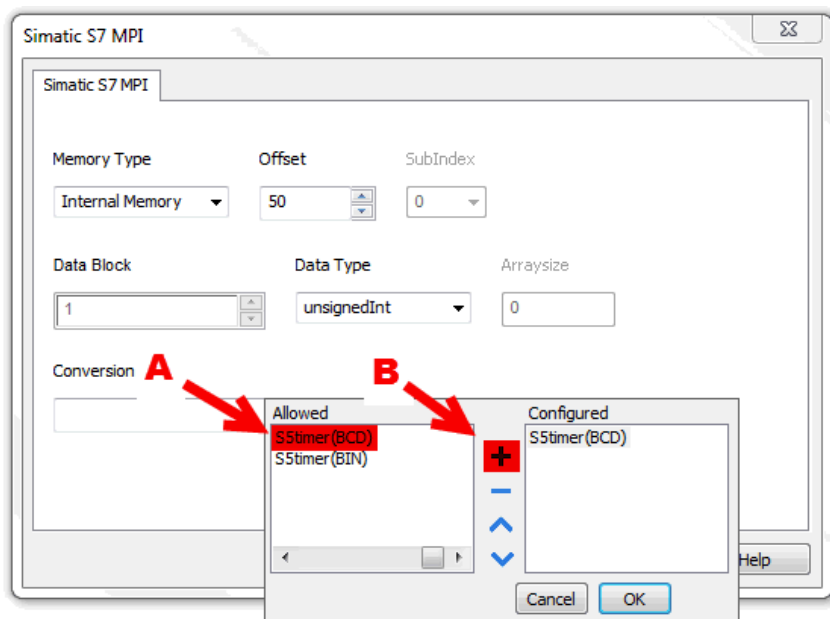 Simatic S7 MPI
Simatic S7 MPI
Memory Type Offset SubIndex
Internal Memory 50 0
Data Block Data Type Arraysize
1 unsignedInt 0
Conversion A B
Allowed Configured
S5timer(BCD) + S5timer(BCD)
S5timer(BIN)
Help
Cancel OK